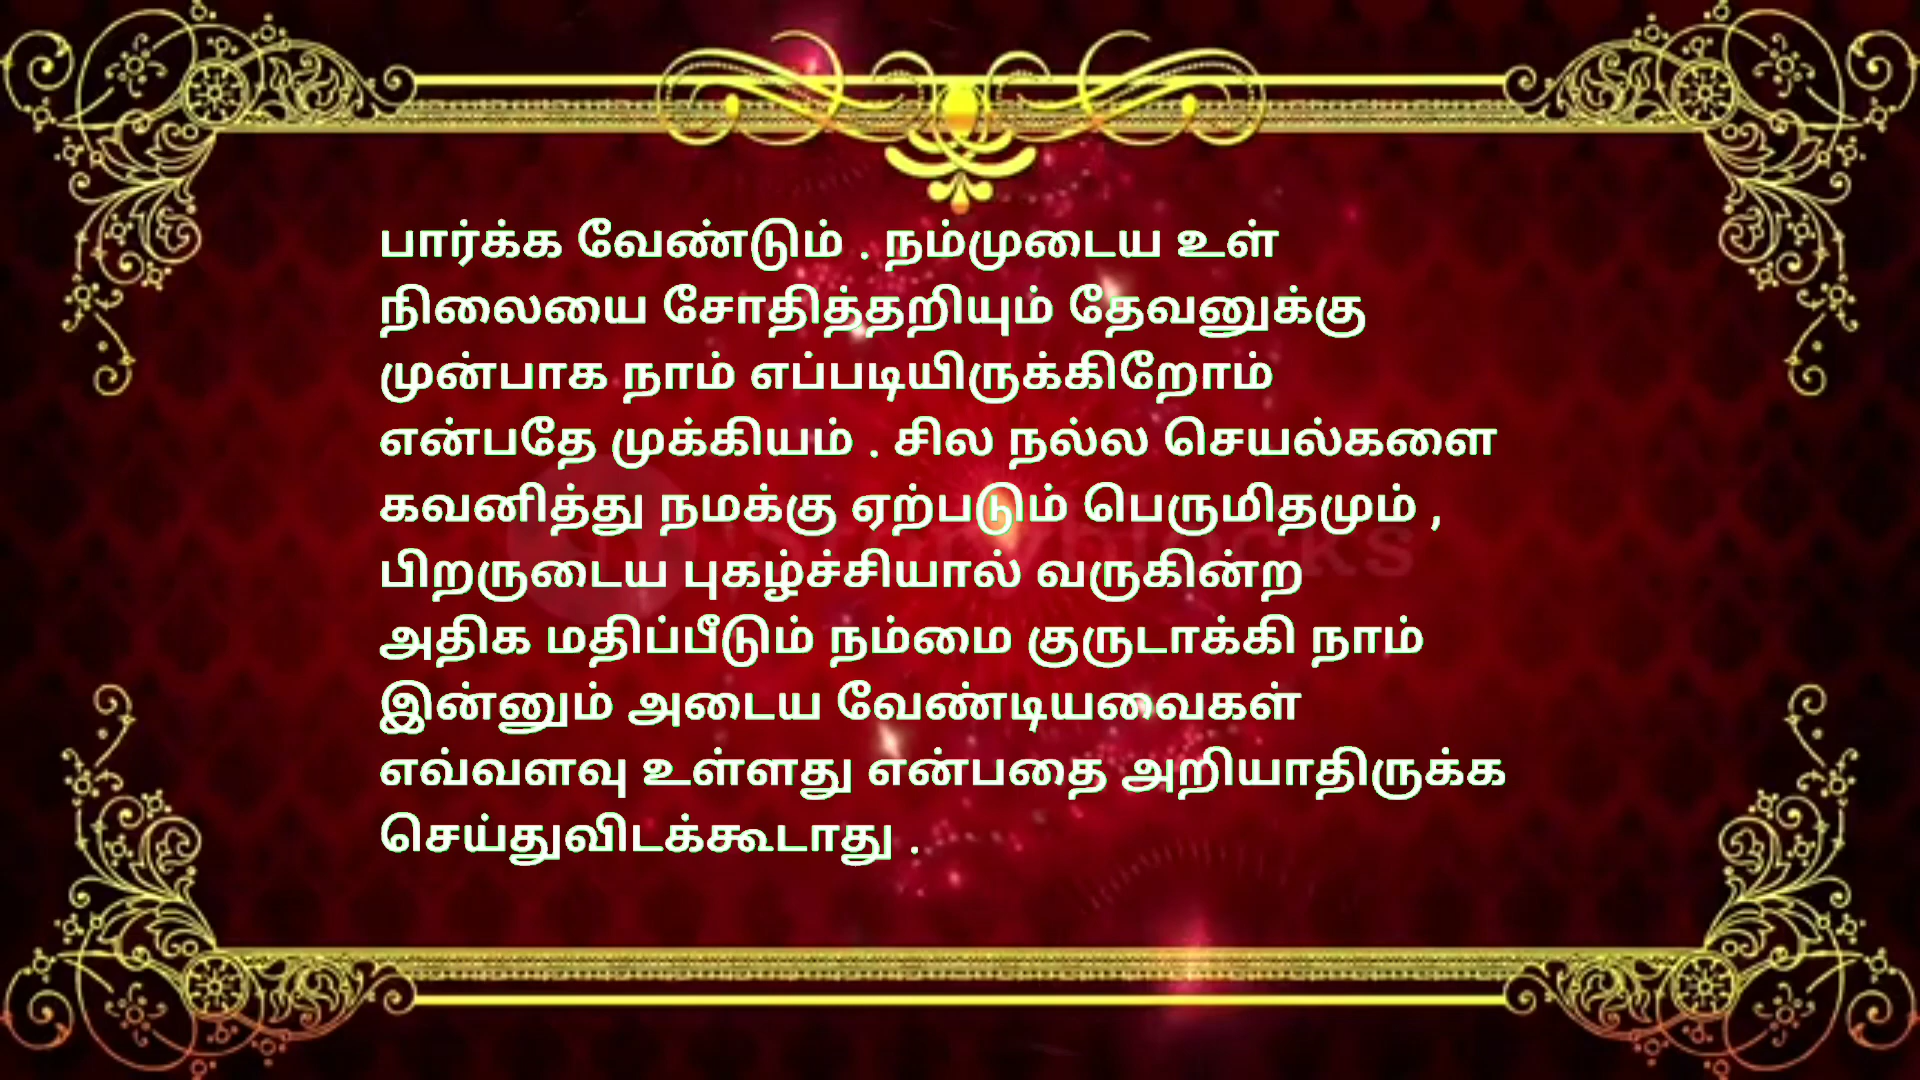 பார்க்க வேண்டும் . நம்முடைய உள்
நிலையை சோதித்தறியும் தேவனுக்கு
முன்பாக நாம் எப்படியிருக்கிறோம்
என்பதே முக்கியம் . சில நல்ல செயல்களை
கவனித்து நமக்கு ஏற்படும் பெருமிதமும் ,
பிறருடைய புகழ்ச்சியால் வருகின்ற
அதிக மதிப்பீடும் நம்மை குருடாக்கி நாம்
இன்னும் அடைய வேண்டியவைகள்
எவ்வளவு உள்ளது என்பதை அறியாதிருக்க
செய்துவிடக்கூடாது .
Storyblocks